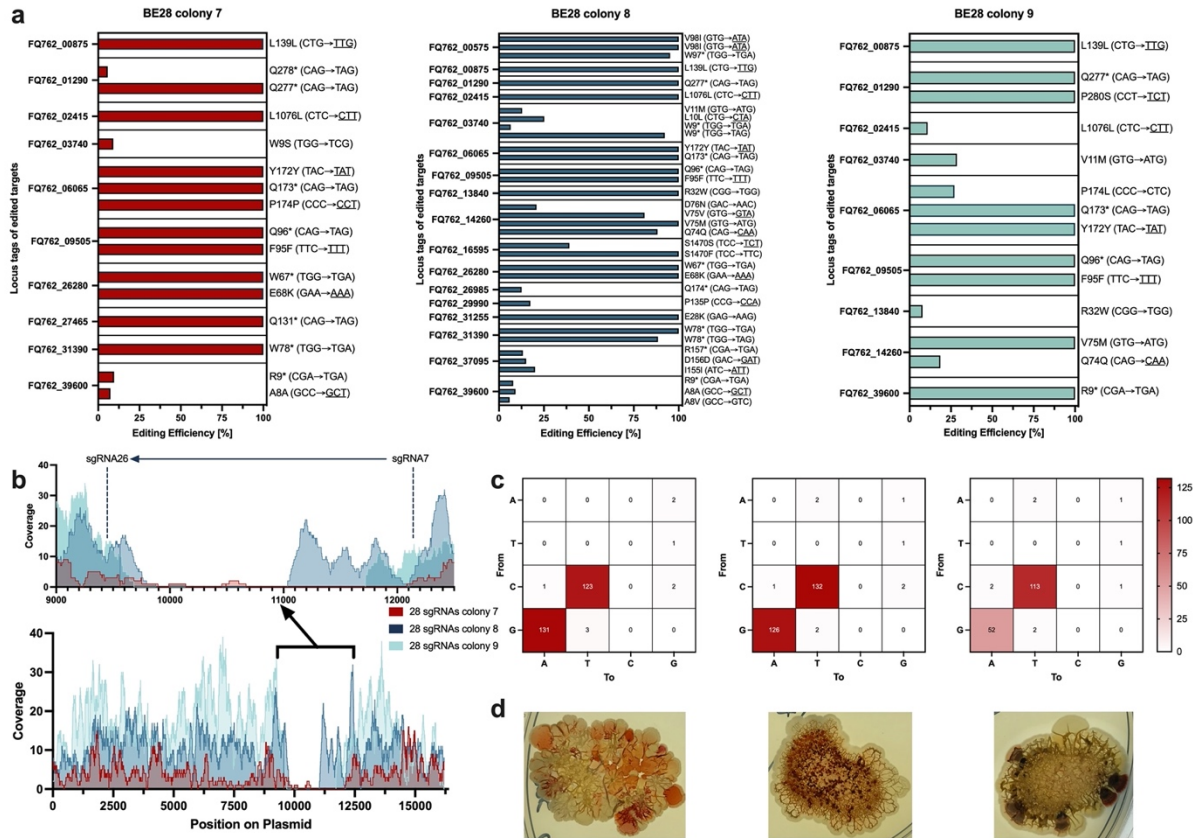 a
BE28 colony 7
Locus tags of edited targets
FQ762_00875
FQ762_01290
FQ762_02415
FQ762_03740
FQ762_06065
FQ762_09505
FQ762_26280
FQ762_27465
FQ762_31390
FQ762_39600
L139L (CTG→TTG)
Q278* (CAG→TAG)
Q277* (CAG→TAG)
L1076L (CTC→CTT)
W9S (TGG→TCG)
Y172Y (TAC→TAT)
Q173* (CAG→TAG)
P174P (CCC→CCT)
Q96* (CAG→TAG)
F95F (TTC→TTT)
W67* (TGG→TGA)
E68K (GAA→AAA)
Q131* (CAG→TAG)
W78* (TGG→TGA)
R9* (CGA→TGA)
A8A (GCC→GCT)
0 25 50 75 100
Editing Efficiency [%]
BE28 colony 8
Locus tags of edited targets
FQ762_00575
FQ762_00875
FQ762_01290
FQ762_02415
FQ762_03740
FQ762_06065
FQ762_09505
FQ762_13840
FQ762_14260
FQ762_16595
FQ762_26280
FQ762_26985
FQ762_29990
FQ762_31255
FQ762_31390
FQ762_37095
FQ762_39600
V98I (GTG→ATA)
V98I (GTG→ATA)
W97* (TGG→TGA)
L139L (CTG→TTG)
Q277* (CAG→TAG)
L1076L (CTC→CTT)
V11M (GTG→ATG)
L10L (CTG→CTA)
W9* (TGG→TGA)
W9* (TGG→TAG)
Y172Y (TAC→TAT)
Q173* (CAG→TAG)
Q96* (CAG→TAG)
F95F (TTC→TTT)
R32W (CGG→TGG)
D76N (GAC→AAC)
V75V (GTG→GTA)
V75M (GTG→ATG)
Q74Q (CAG→CAA)
S1470S (TCC→TCT)
S1470F (TCC→TTC)
W67* (TGG→TGA)
E68K (GAA→AAA)
Q174* (CAG→TAG)
P135P (CCG→CCA)
E28K (GAG→AAG)
W78* (TGG→TGA)
W78* (TGG→TAG)
R157* (CGA→TGA)
D156D (GAC→GAT)
I155I (ATC→ATT)
R9* (CGA→TGA)
A8A (GCC→GCT)
A8V (GCC→GTC)
0 25 50 75 100
Editing Efficiency [%]
BE28 colony 9
Locus tags of edited targets
FQ762_00875
FQ762_01290
FQ762_02415
FQ762_03740
FQ762_06065
FQ762_09505
FQ762_13840
FQ762_14260
FQ762_39600
L139L (CTG→TTG)
Q277* (CAG→TAG)
P280S (CCT→TCT)
L1076L (CTC→CTT)
V11M (GTG→ATG)
P174L (CCC→CTC)
Q173* (CAG→TAG)
Y172Y (TAC→TAT)
Q96* (CAG→TAG)
F95F (TTC→TTT)
R32W (CGG→TGG)
V75M (GTG→ATG)
Q74Q (CAG→CAA)
R9* (CGA→TGA)
0 25 50 75 100
Editing Efficiency [%]
b
sgRNA26 sgRNA7
Coverage
40
30
20
10
0
9000 10000 11000 12000
28 sgRNAs colony 7
28 sgRNAs colony 8
28 sgRNAs colony 9
Coverage
40
30
20
10
0
0 2500 5000 7500 10000 12500 15000
Position on Plasmid
c
From
A 0 0 0 2
T 0 0 0 1
C 1 123 0 2
G 131 3 0 0
A T C G
To
From
A 0 2 0 1
T 0 0 0 1
C 1 132 0 2
G 126 2 0 0
A T C G
To
From
A 0 2 0 1
T 0 0 0 0
C 2 113 0 1
G 52 2 0 0
A T C G
To
125
100
75
50
25
0
d